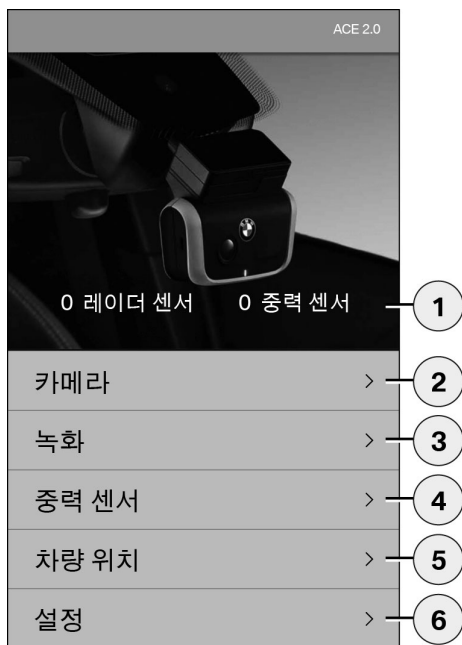 ACE 2.0
0 레이더 센서 0 중력 센서 1
카메라 > 2
녹화 > 3
중력 센서 > 4
차량 위치 > 5
설정 > 6